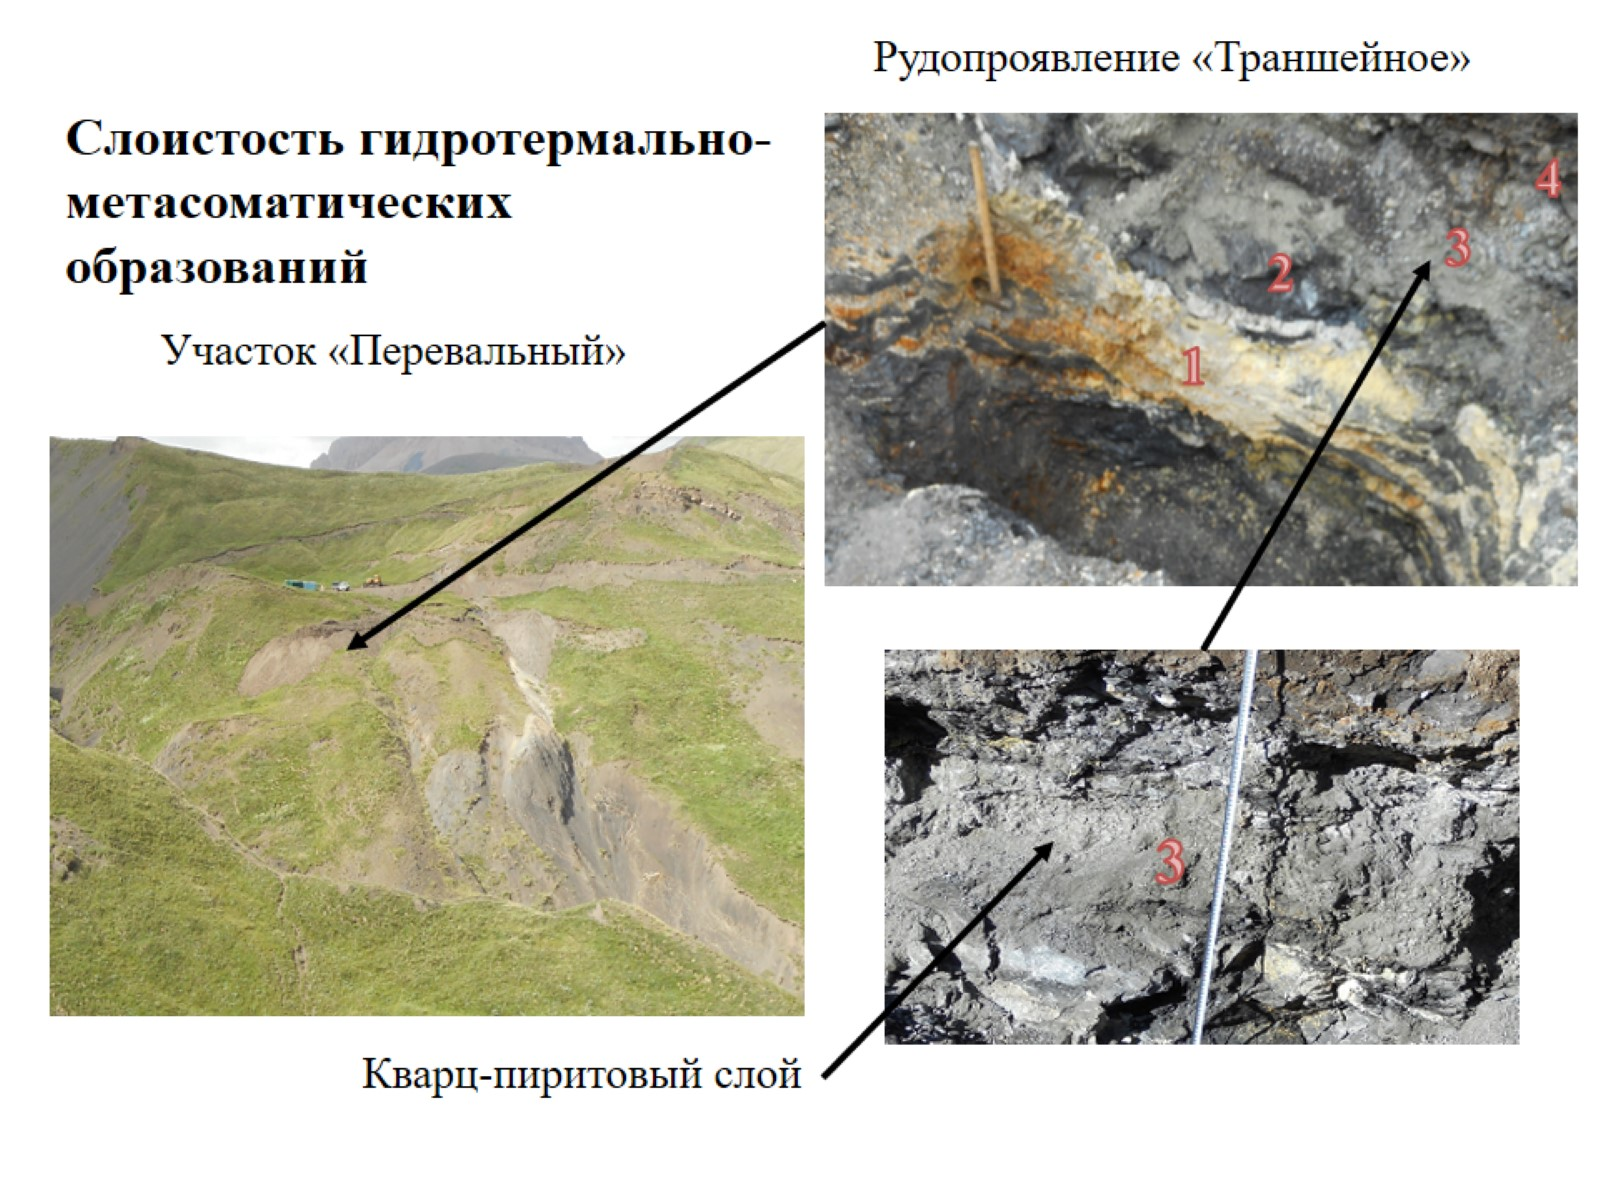 Рудопроявление «Траншейное»
Слоистость гидротермально-
метасоматических
образований
Участок «Перевальный»
4
3
2
1
3
Кварц-пиритовый слой